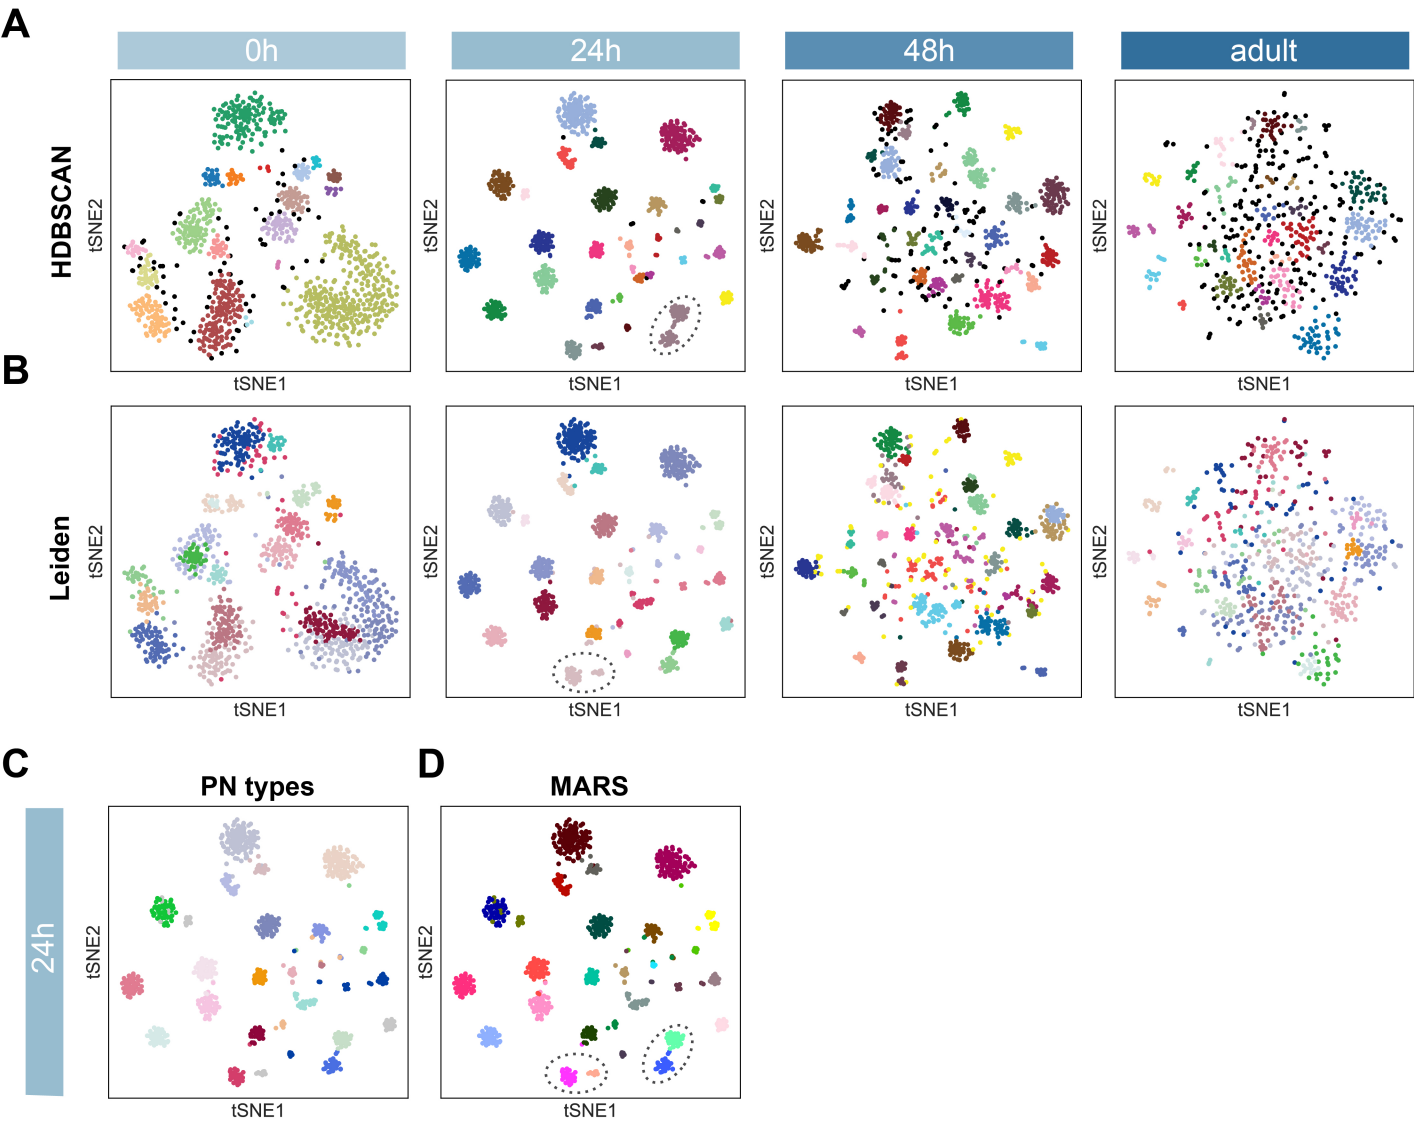 A
0h 24h 48h adult
HDBSCAN
tSNE2 tSNE2 tSNE2 tSNE2
tSNE1 tSNE1 tSNE1 tSNE1
B
Leiden
tSNE2 tSNE2 tSNE2 tSNE2
tSNE1 tSNE1 tSNE1 tSNE1
C D
PN types MARS
24h
tSNE2 tSNE2
tSNE1 tSNE1